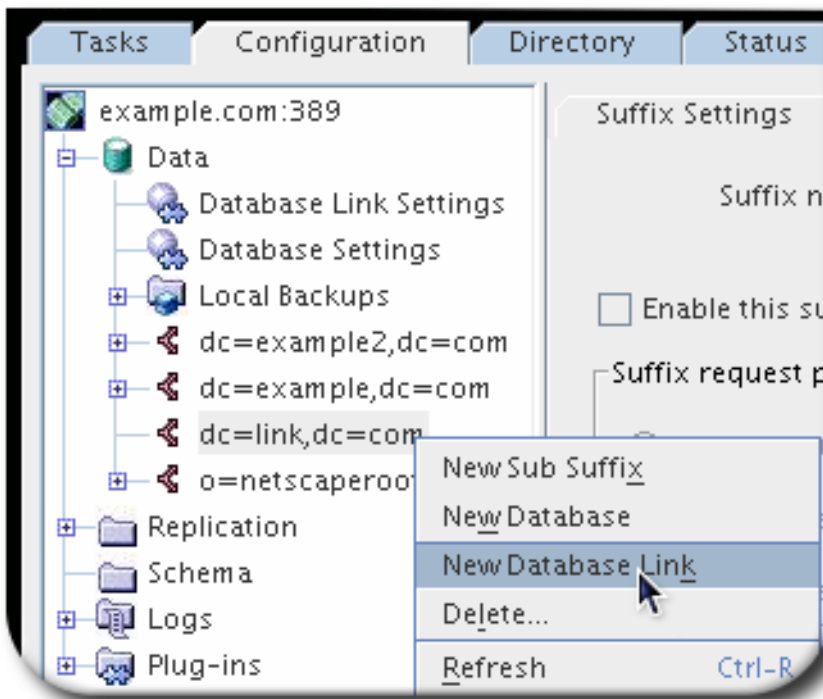 Tasks Configuration Directory Status
example.com:389
Data
Database Link Settings
Database Settings
Local Backups
dc=example2,dc=com
dc=example,dc=com
dc=link,dc=com
o=netscaperoo
Replication
Schema
Logs
Plug-ins
Suffix Settings
Suffix n
Enable this su
Suffix request p
New Sub Suffix
New Database
New Database Link
Delete...
Refresh Ctrl-R